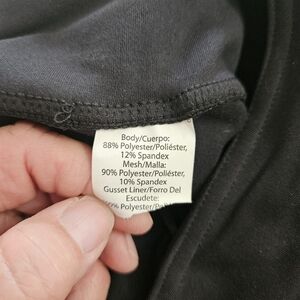 Body/Cuerpo:
88% Polyester/Poliéster,
12% Spandex
Mesh/Malla:
90% Polyester/Poliéster,
10% Spandex
Gusset Liner/Forro Del
Escudete: